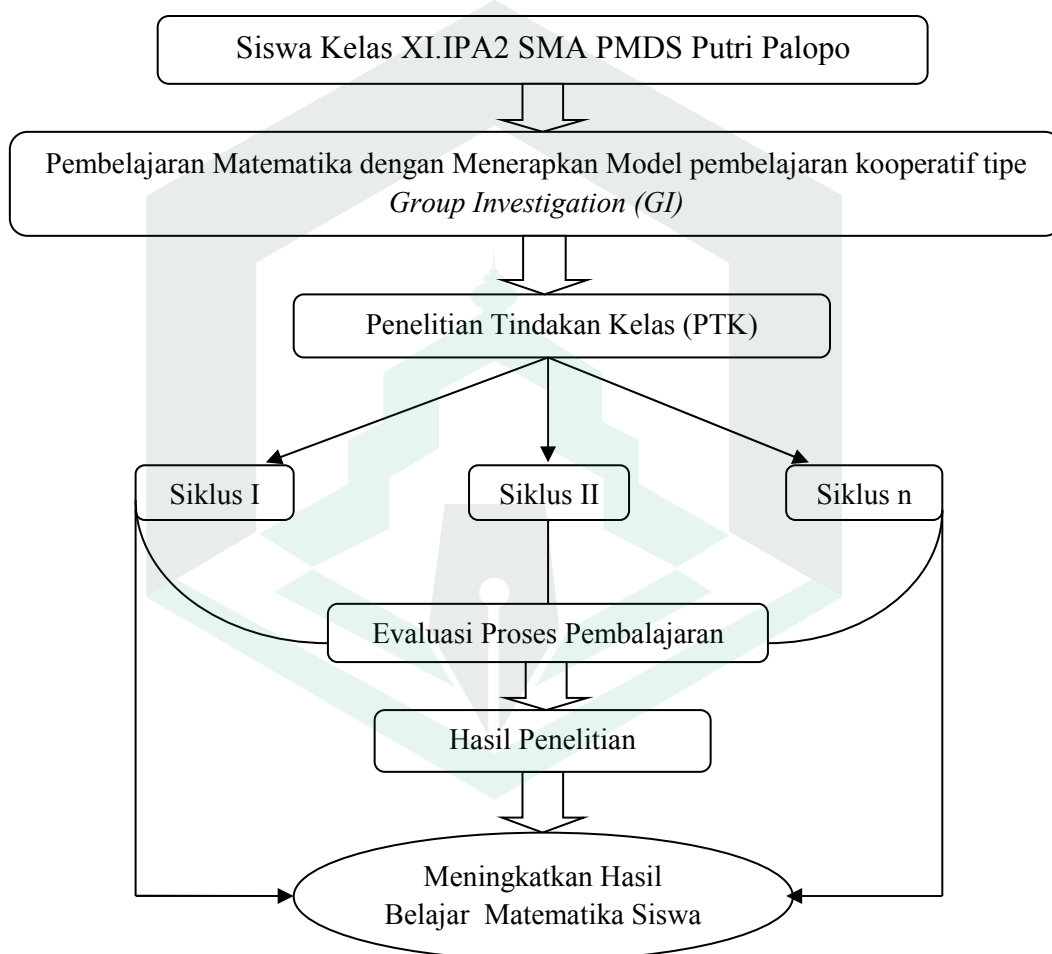 Siswa Kelas XI.IPA2 SMA PMDS Putri Palopo
Pembelajaran Matematika dengan Menerapkan Model pembelajaran kooperatif tipe
Group Investigation (GI)
Penelitian Tindakan Kelas (PTK)
Siklus I
Siklus II
Siklus n
Evaluasi Proses Pembalajaran
Hasil Penelitian
Meningkatkan Hasil
Belajar Matematika Siswa